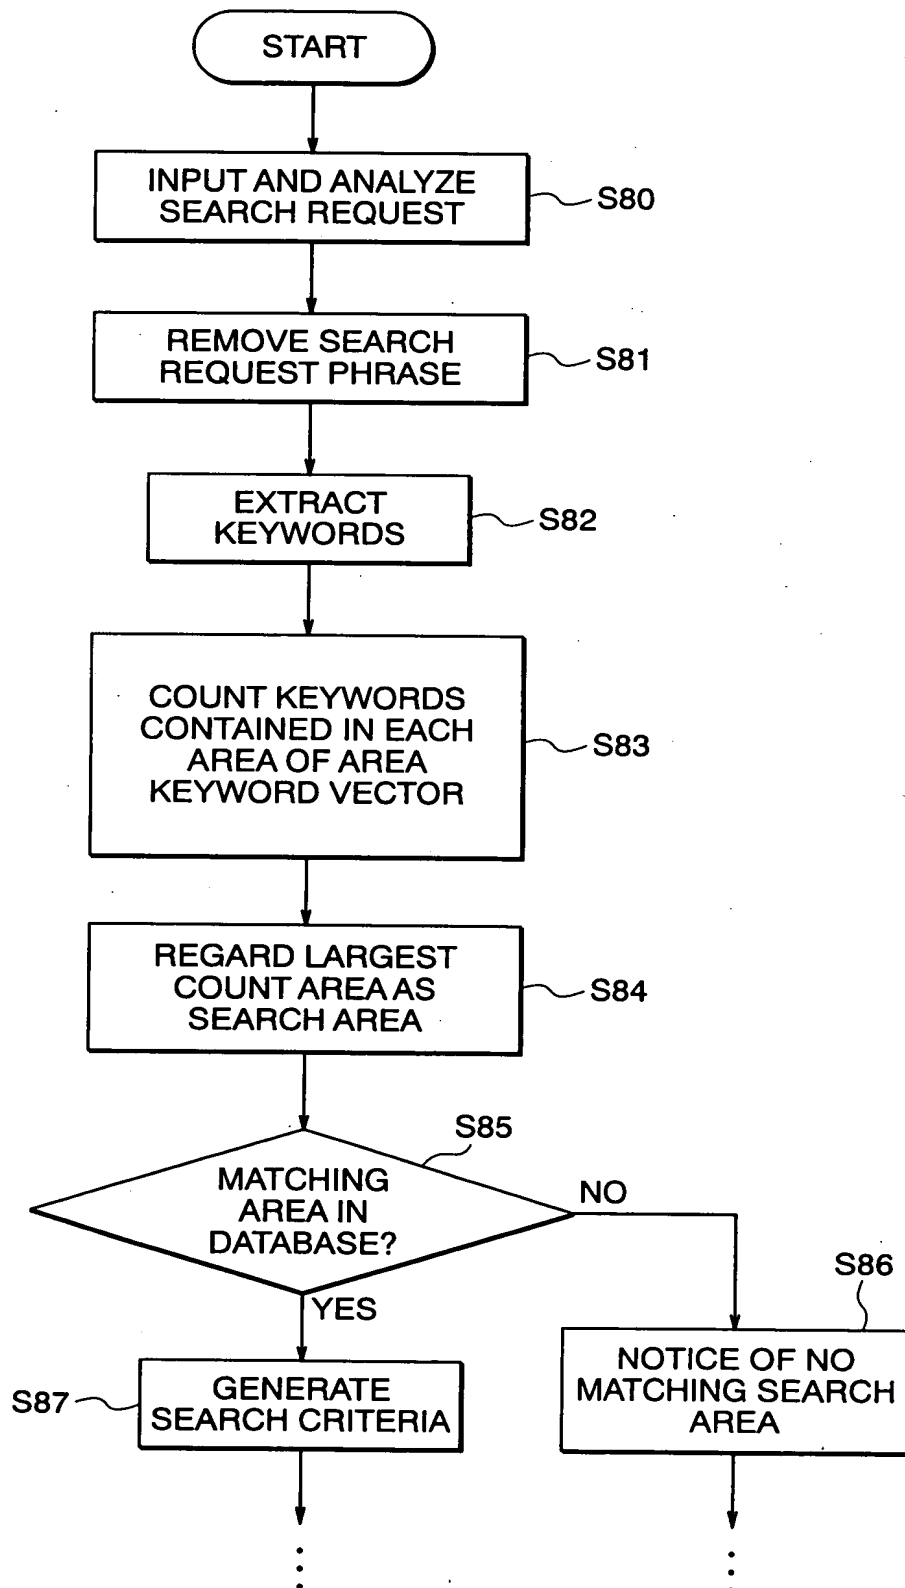 START
INPUT AND ANALYZE
SEARCH REQUEST
S80
REMOVE SEARCH
REQUEST PHRASE
S81
EXTRACT
KEYWORDS
S82
COUNT KEYWORDS
CONTAINED IN EACH
AREA OF AREA
KEYWORD VECTOR
S83
REGARD LARGEST
COUNT AREA AS
SEARCH AREA
S84
S85
MATCHING
AREA IN
DATABASE?
NO
YES
S86
NOTICE OF NO
MATCHING SEARCH
AREA
S87
GENERATE
SEARCH CRITERIA